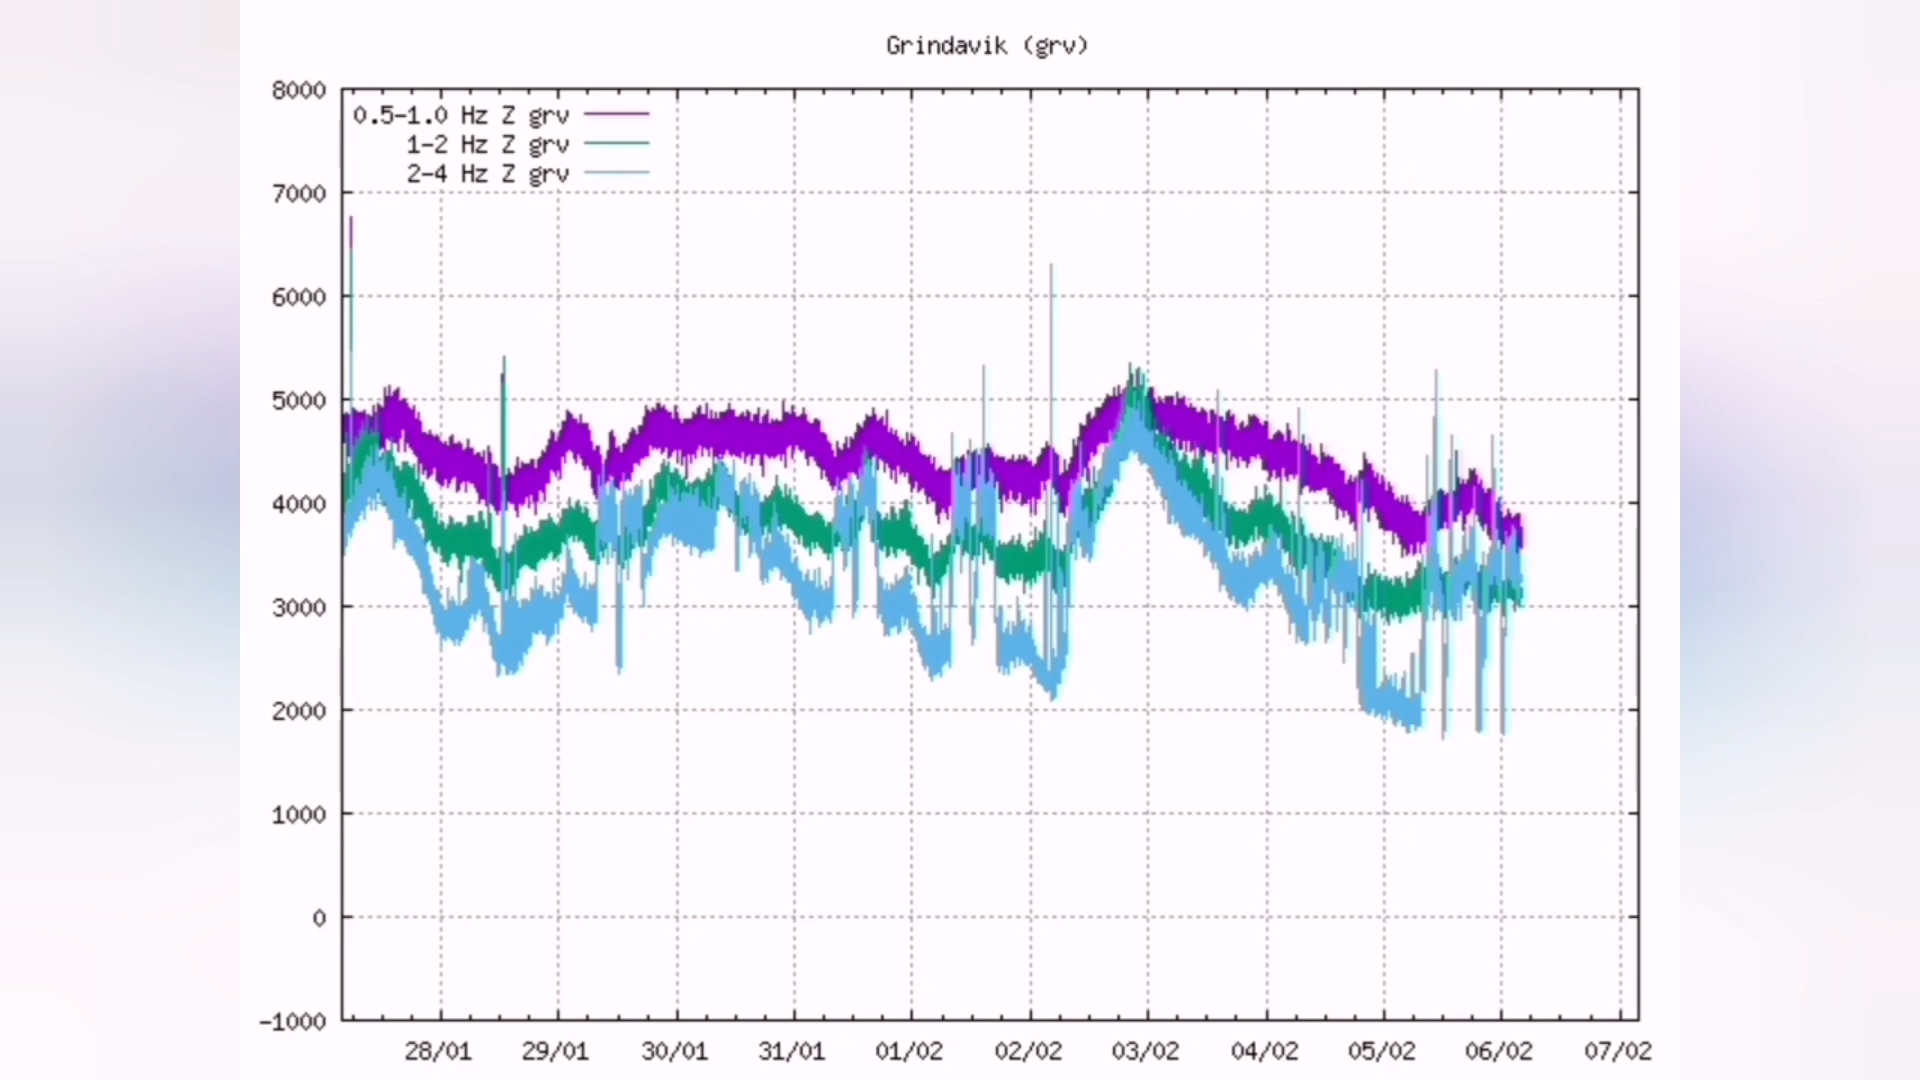 Grindavik (grv)
8000
0.5-1.0 Hz Z grv
1-2 Hz Z grv
2-4 Hz Z grv
7000
6000
5000
4000
3000
2000
1000
0
-1000
28/01 29/01 30/01 31/01 01/02 02/02 03/02 04/02 05/02 06/02 07/02